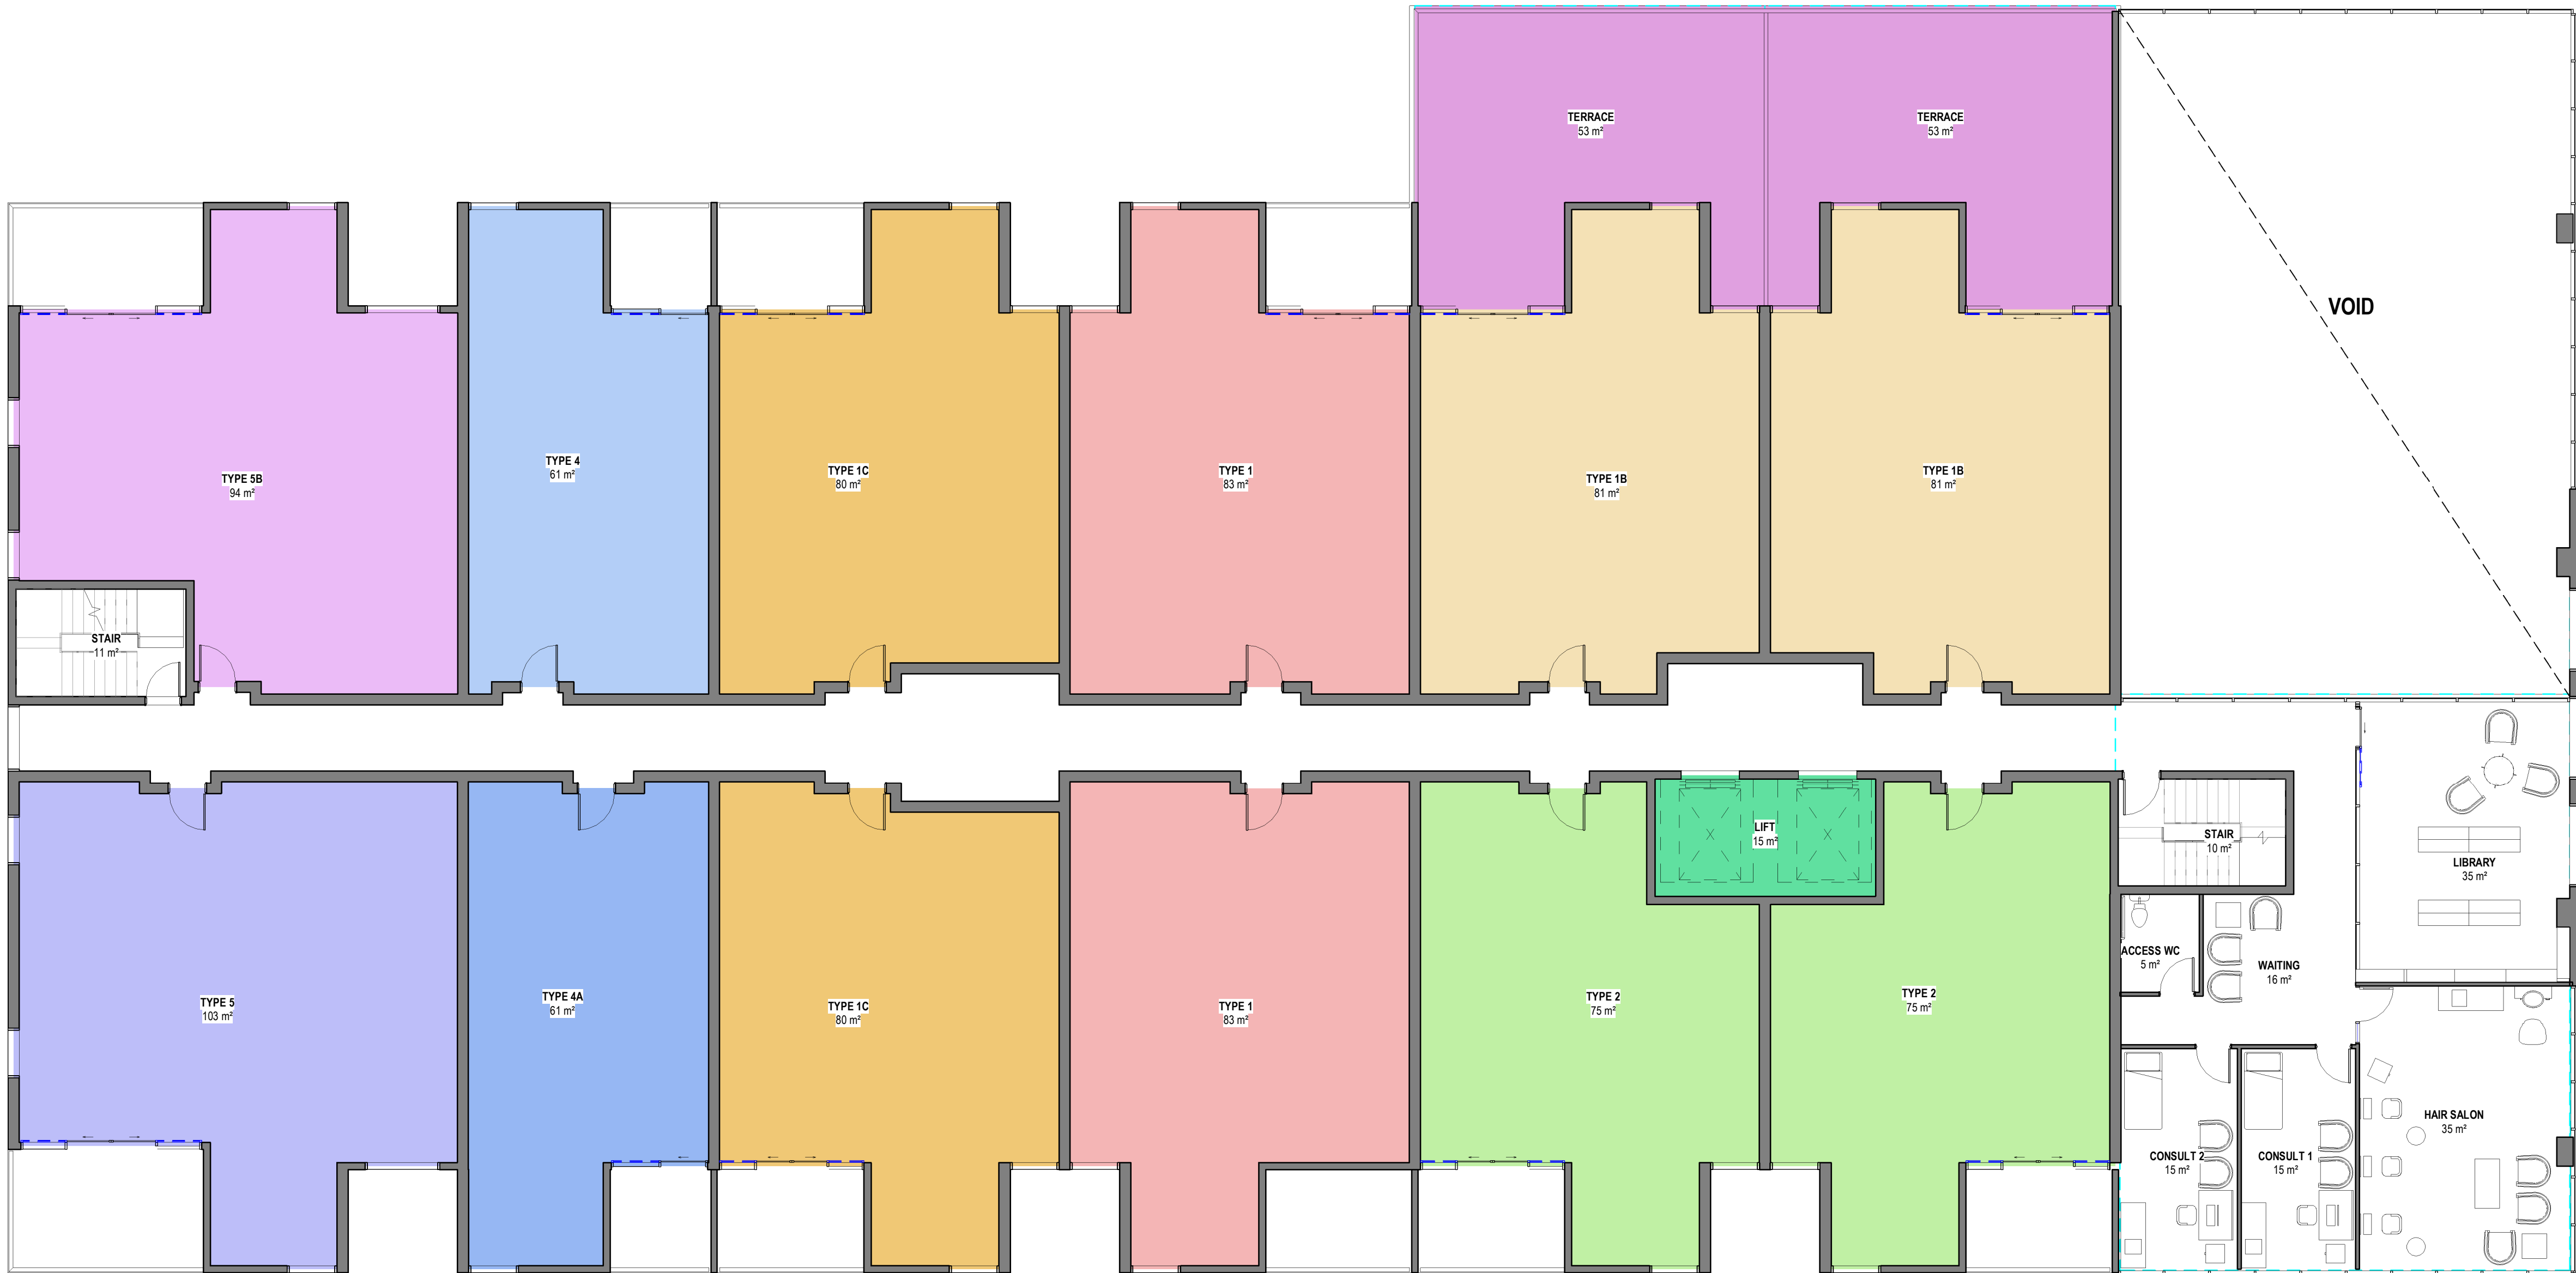 TERRACE
53 m²
TERRACE
53 m²
VOID
TYPE 5B
94 m²
TYPE 4
61 m²
TYPE 1C
80 m²
TYPE 1
83 m²
TYPE 1B
81 m²
TYPE 1B
81 m²
STAIR
11 m²
LIFT
15 m²
STAIR
10 m²
LIBRARY
35 m²
ACCESS WC
5 m²
WAITING
16 m²
TYPE 5
103 m²
TYPE 4A
61 m²
TYPE 1C
80 m²
TYPE 1
83 m²
TYPE 2
75 m²
TYPE 2
75 m²
HAIR SALON
35 m²
CONSULT 2
15 m²
CONSULT 1
15 m²